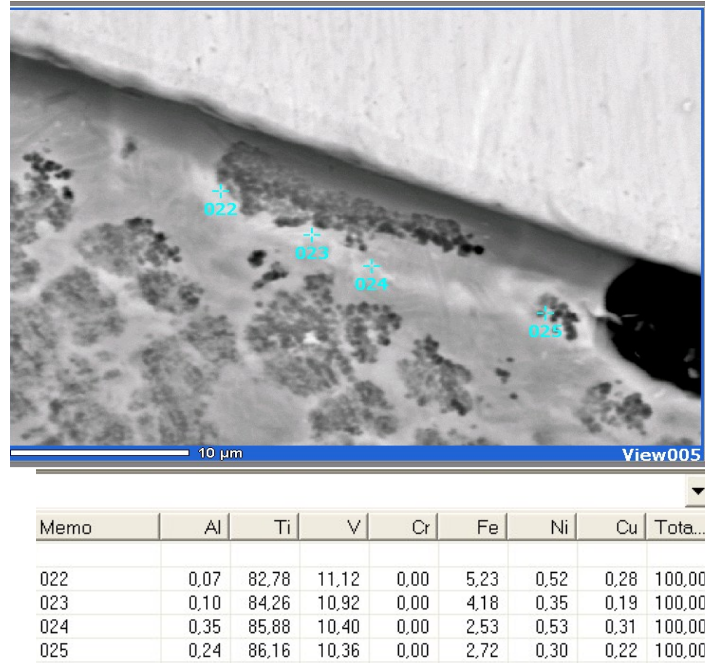 022
023
024
025
10 µm View005
Memo Al Ti V Cr Fe Ni Cu Tota...
022 0,07 82,78 11,12 0,00 5,23 0,52 0,28 100,00
023 0,10 84,26 10,92 0,00 4,18 0,35 0,19 100,00
024 0,35 85,88 10,40 0,00 2,53 0,53 0,31 100,00
025 0,24 86,16 10,36 0,00 2,72 0,30 0,22 100,00